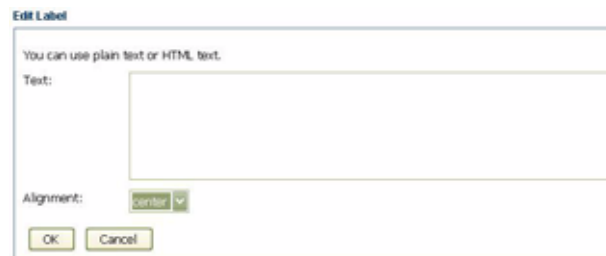 Edit Label
You can use plain text or HTML text.
Text:
Alignment: center
OK Cancel